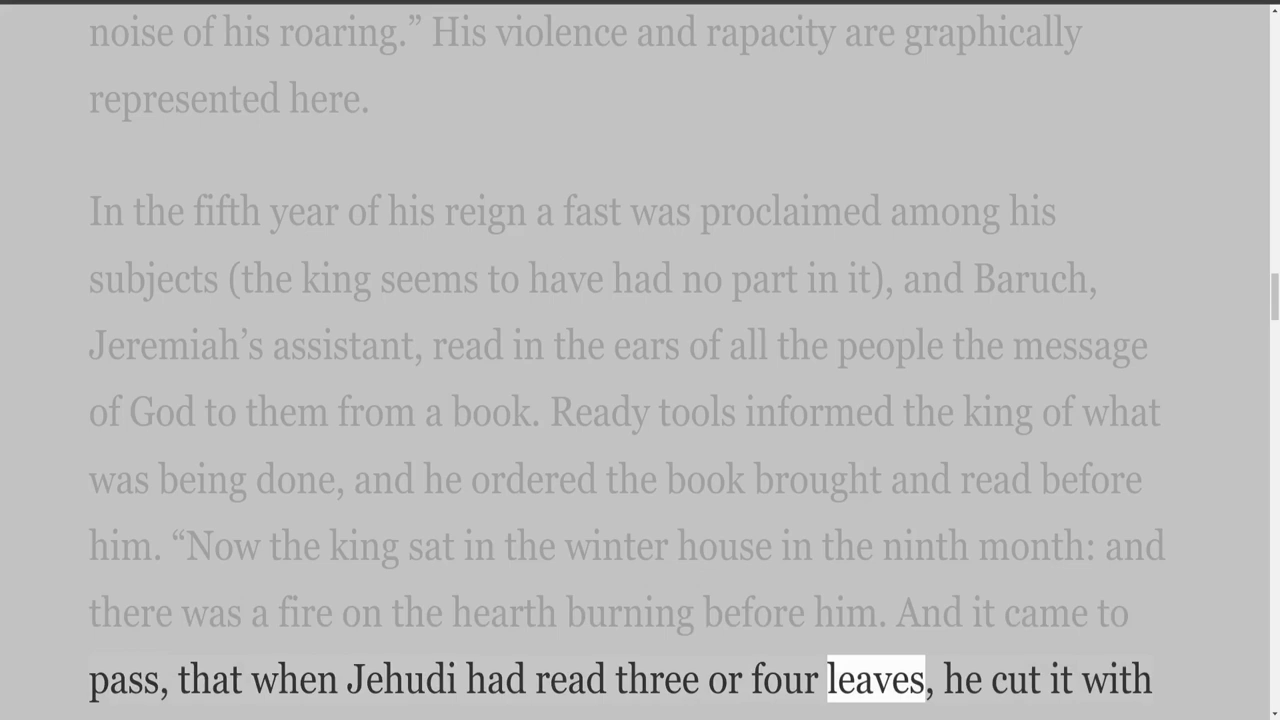 noise of his roaring.” His violence and rapacity are graphically
represented here.
In the fifth year of his reign a fast was proclaimed among his
subjects (the king seems to have had no part in it), and Baruch,
Jeremiah’s assistant, read in the ears of all the people the message
of God to them from a book. Ready tools informed the king of what
was being done, and he ordered the book brought and read before
him. “Now the king sat in the winter house in the ninth month: and
there was a fire on the hearth burning before him. And it came to
pass, that when Jehudi had read three or four leaves, he cut it with